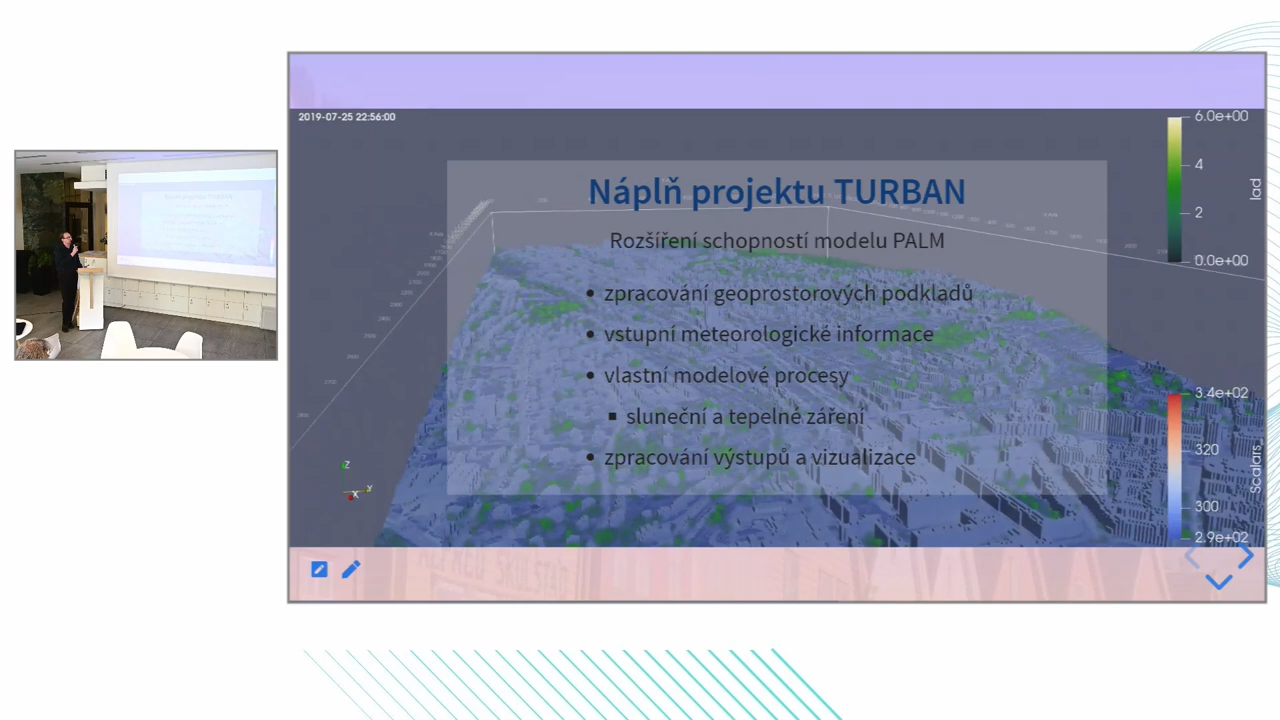 2019-07-25 22:56:00
6.0e+00
4
2
0.0e+00
lad
Náplň projektu TURBAN
Rozšíření schopností modelu PALM
• zpracování geoprostorových podkladů
• vstupní meteorologické informace
• vlastní modelové procesy
▪ sluneční a tepelné záření
• zpracování výstupů a vizualizace
3.4e+02
320
300
2.9e+02
Scalars
Z
Y
X